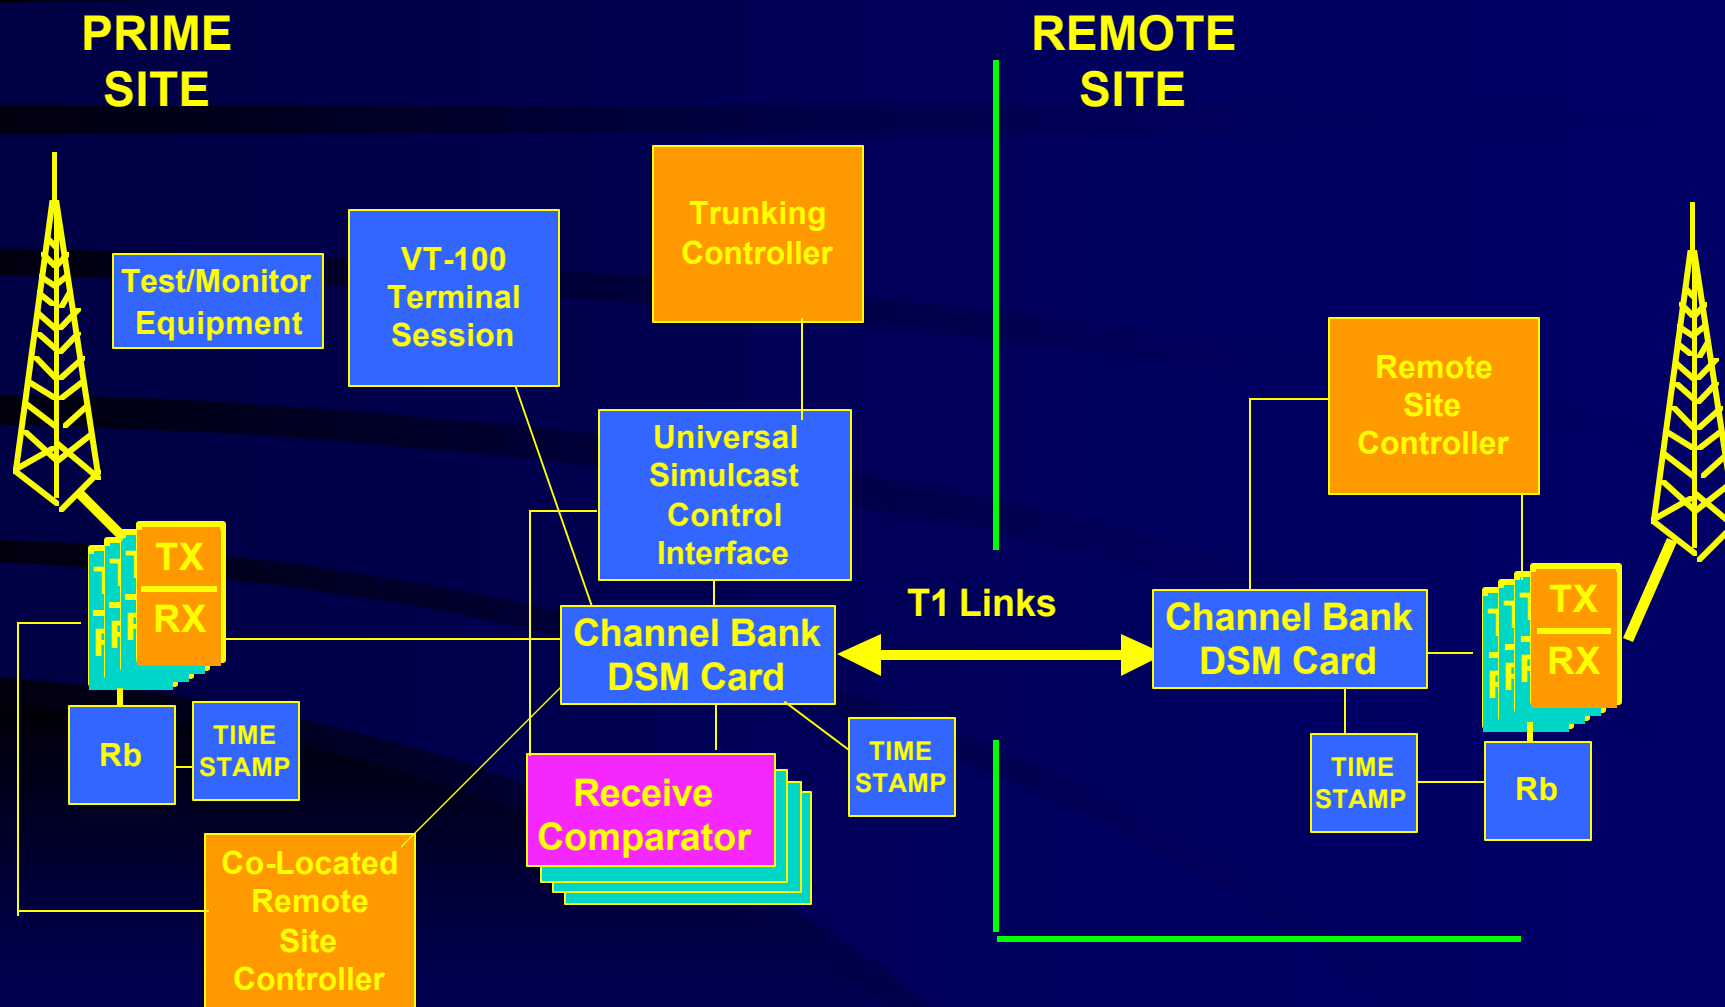 PRIME
SITE
REMOTE
SITE
Test/Monitor
Equipment
VT-100
Terminal
Session
Trunking
Controller
Universal
Simulcast
Control
Interface
Remote
Site
Controller
TX
RX
Channel Bank
DSM Card
T1 Links
Channel Bank
DSM Card
TX
RX
Rb
TIME
STAMP
TIME
STAMP
TIME
STAMP
Rb
Receive
Comparator
Co-Located
Remote
Site
Controller